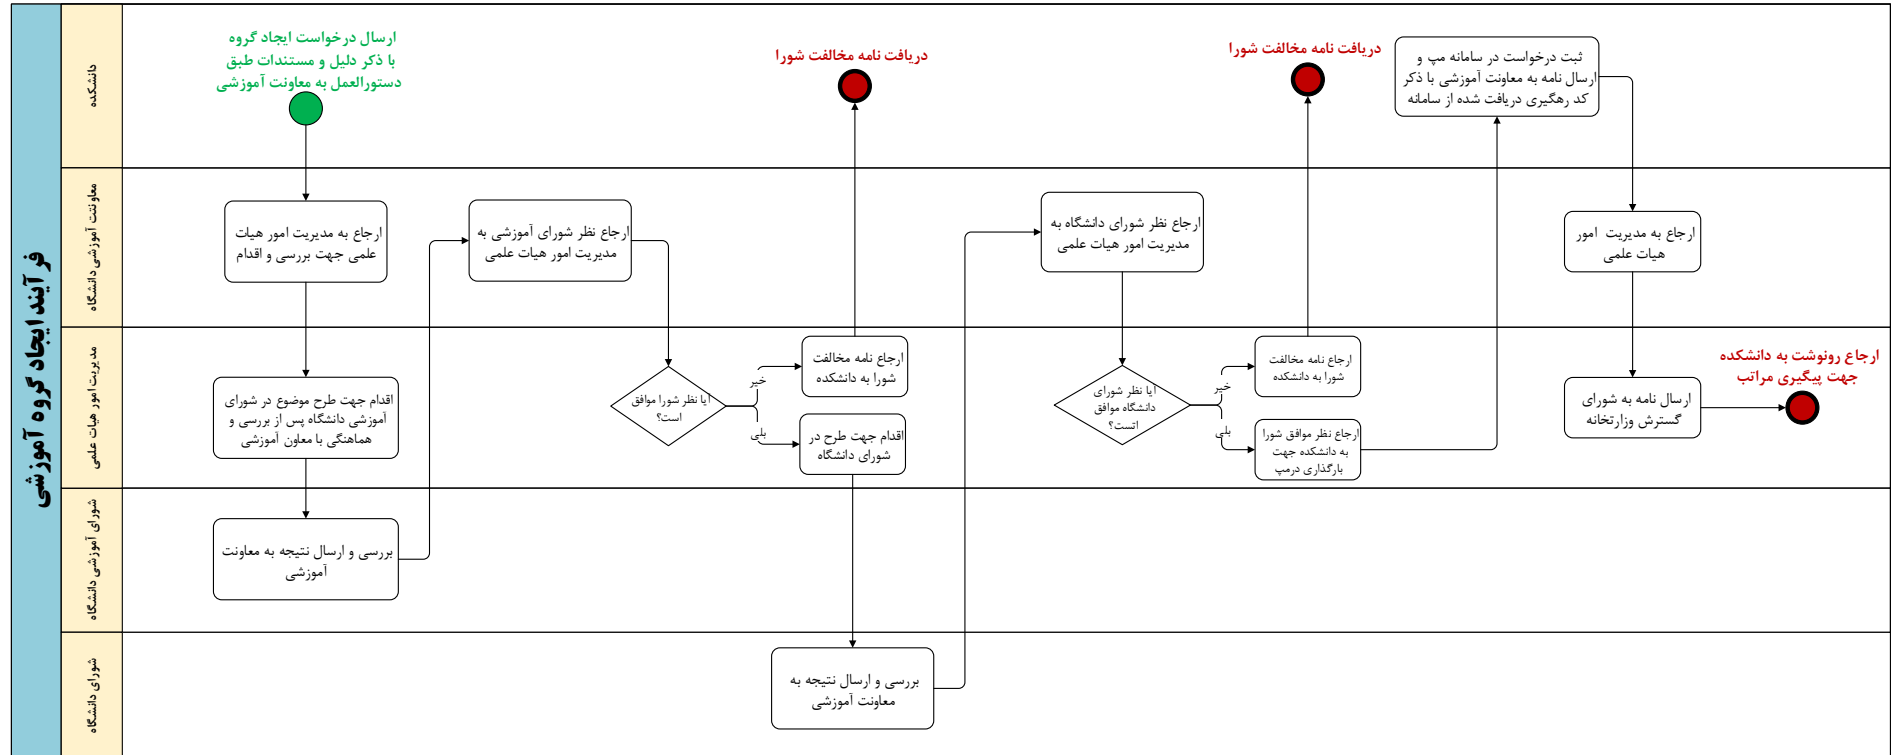 فرآیند ایجاد گروه آموزشی
دانشکده
ارسال درخواست ایجاد گروه
با ذکر دلیل و مستندات طبق
دستورالعمل به معاونت آموزشی
دریافت نامه مخالفت شورا
دریافت نامه مخالفت شورا
ثبت درخواست در سامانه مپ و
ارسال نامه به معاونت آموزشی با ذکر
کد رهگیری دریافت شده از سامانه
معاونتت آموزشی دانشگاه
ارجاع به مدیریت امور هیات
علمی جهت بررسی و اقدام
ارجاع نظر شورای آموزشی به
مدیریت امور هیات علمی
ارجاع نظر شورای دانشگاه به
مدیریت امور هیات علمی
ارجاع به مدیریت امور
هیات علمی
مدیریت امور هیات علمی
اقدام جهت طرح موضوع در شورای
آموزشی دانشگاه پس از بررسی و
هماهنگی با معاون آموزشی
آیا نظر شورا موافق
است؟
خیر
بلی
ارجاع نامه مخالفت
شورا به دانشکده
اقدام جهت طرح در
شورای دانشگاه
آیا نظر شورای
دانشگاه موافق
اتست؟
خیر
بلی
ارجاع نامه مخالفت
شورا به دانشکده
ارجاع نظر موافق شورا
به دانشکده جهت
بارگذاری درمپ
ارسال نامه به شورای
گسترش وزارتخانه
ارجاع رونوشت به دانشکده
جهت پیگیری مراتب
شورای آموزشی دانشگاه
بررسی و ارسال نتیجه به معاونت
آموزشی
شورای دانشگاه
بررسی و ارسال نتیجه به
معاونت آموزشی